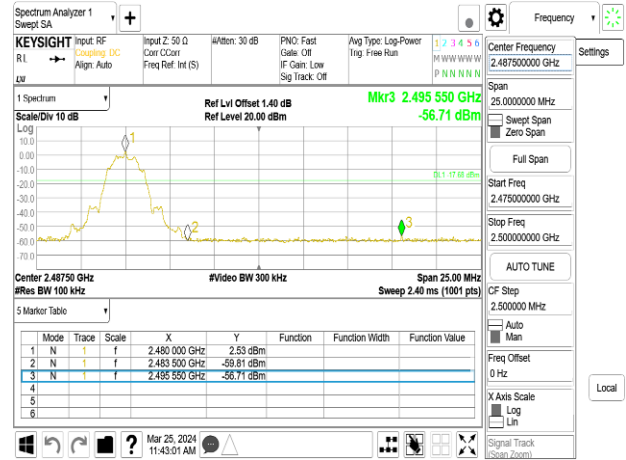 Spectrum Analyzer 1
Swept SA
Frequency
KEYSIGHT
RL
Input: RF
Coupling: DC
Align: Auto
Input Z: 50 Ω
Corr CCorr
Freq Ref: Int (S)
#Atten: 30 dB
PNO: Fast
Gate: Off
IF Gain: Low
Sig Track: Off
Avg Type: Log-Power
Trig: Free Run
1 2 3 4 5 6
M W W W W W
P N N N N N
Center Frequency
2.487500000 GHz
Settings
Span
25.0000000 MHz
Swept Span
Zero Span
Full Span
Start Freq
2.475000000 GHz
Stop Freq
2.500000000 GHz
AUTO TUNE
CF Step
2.500000 MHz
Auto
Man
Freq Offset
0 Hz
X Axis Scale
Log
Lin
Signal Track
(Span Zoom)
Local
1 Spectrum
Scale/Div 10 dB
Ref Lvl Offset 1.40 dB
Ref Level 20.00 dBm
Mkr3 2.495 550 GHz
-56.71 dBm
Log
10.0
0.00
-10.0
-20.0
-30.0
-40.0
-50.0
-60.0
-70.0
1
2
3
Center 2.48750 GHz
#Res BW 100 kHz
#Video BW 300 kHz
Span 25.00 MHz
Sweep 2.40 ms (1001 pts)
5 Marker Table
Mode Trace Scale X Y Function Function Width Function Value
1 N 1 f 2.480 000 GHz 2.53 dBm
2 N 1 f 2.483 500 GHz -59.81 dBm
3 N 1 f 2.495 550 GHz -56.71 dBm
4
5
6
?
Mar 25, 2024
11:43:01 AM